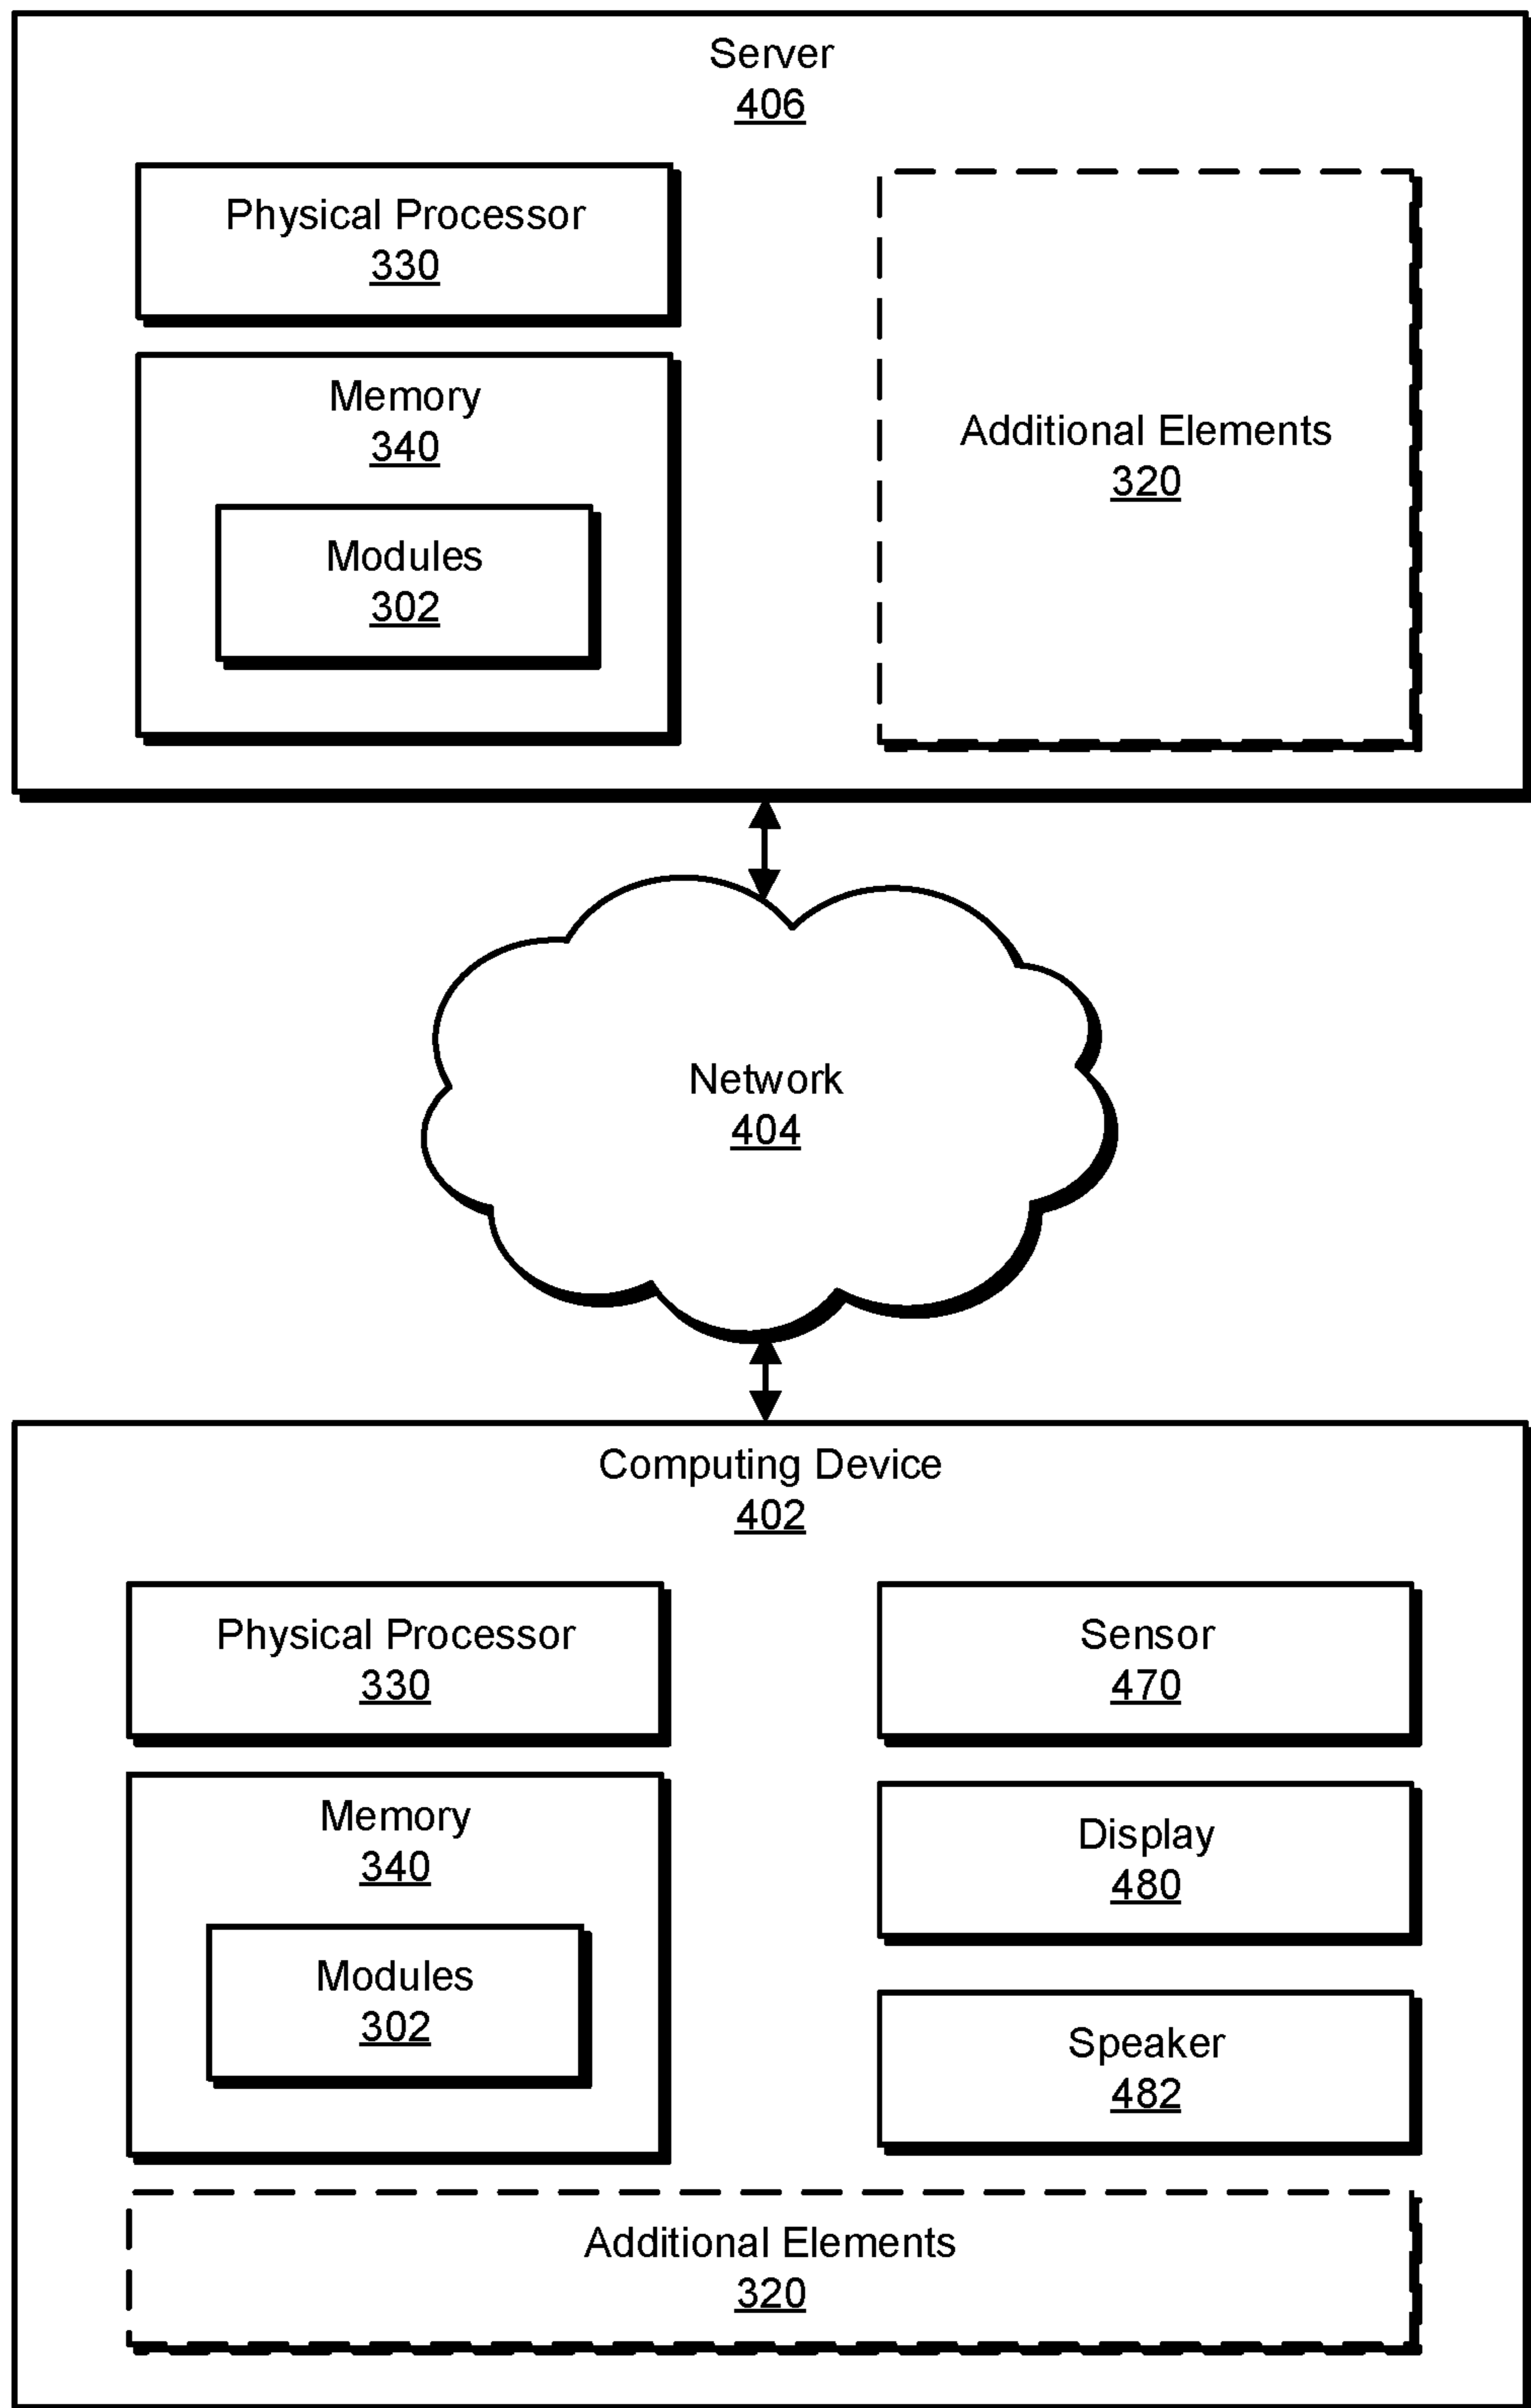 Server
406
Physical Processor
330
Memory
340
Modules
302
Additional Elements
320
Network
404
Computing Device
402
Physical Processor
330
Memory
340
Modules
302
Sensor
470
Display
480
Speaker
482
Additional Elements
320